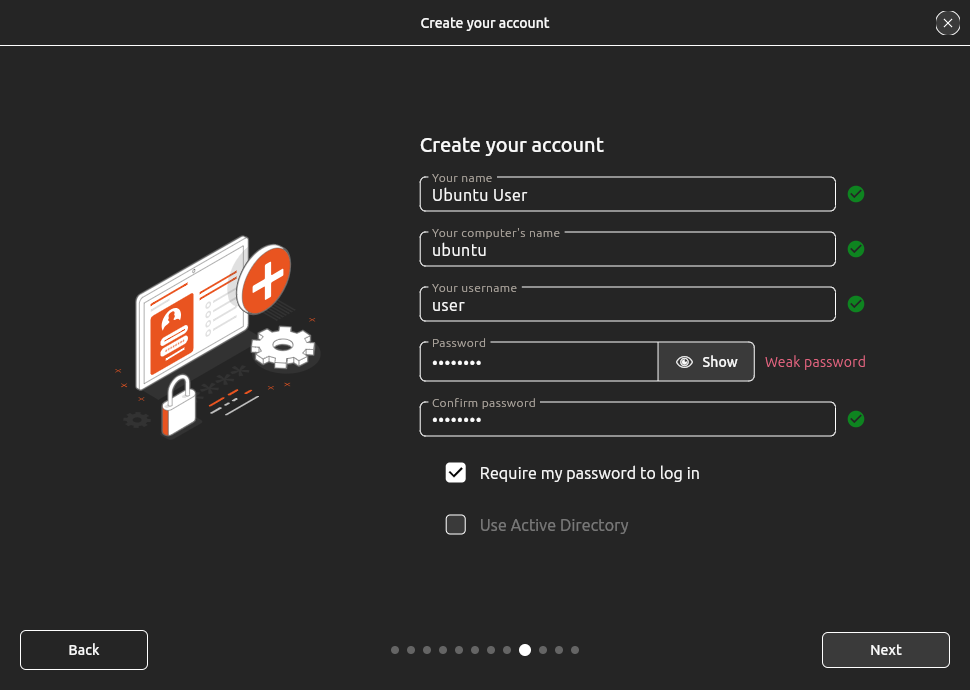 Create your account
Create your account
Your name
Ubuntu User
Your computer's name
ubuntu
Your username
user
Password
•••••••• Show Weak password
Confirm password
••••••••
Require my password to log in
Use Active Directory
Back Next